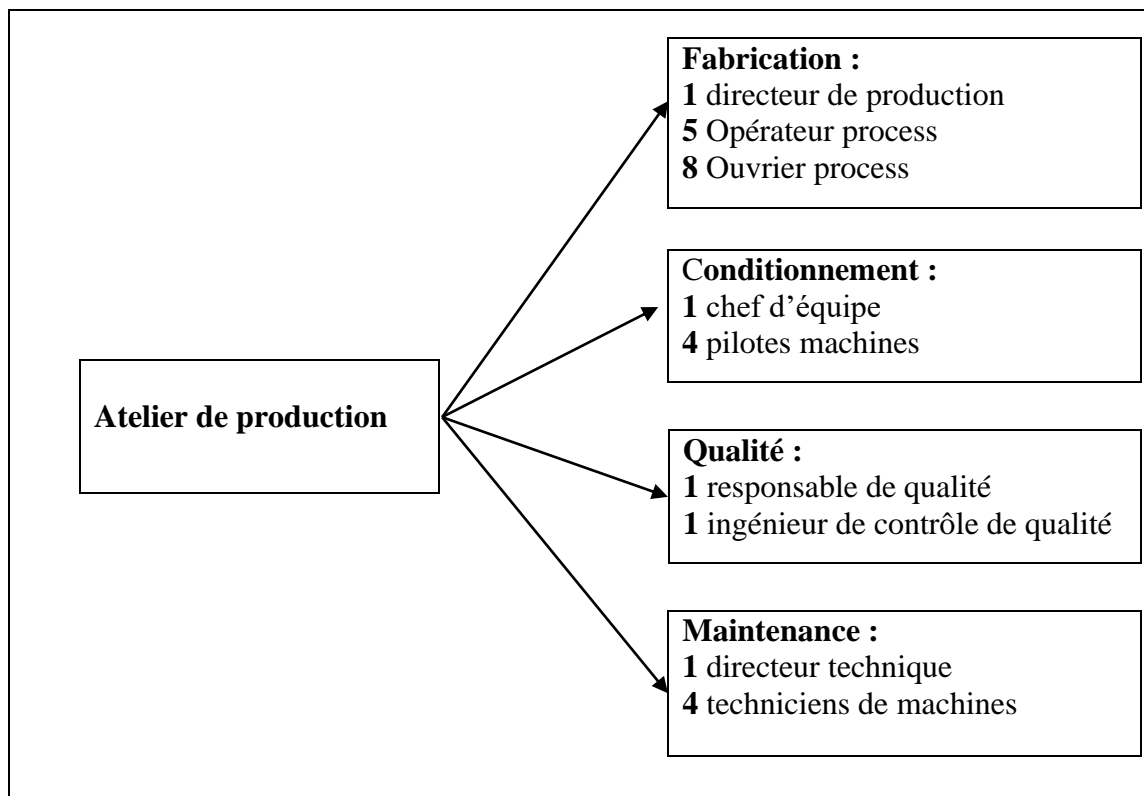 Atelier de production
Fabrication :
1 directeur de production
5 Opérateur process
8 Ouvrier process
Conditionnement :
1 chef d’équipe
4 pilotes machines
Qualité :
1 responsable de qualité
1 ingénieur de contrôle de qualité
Maintenance :
1 directeur technique
4 techniciens de machines